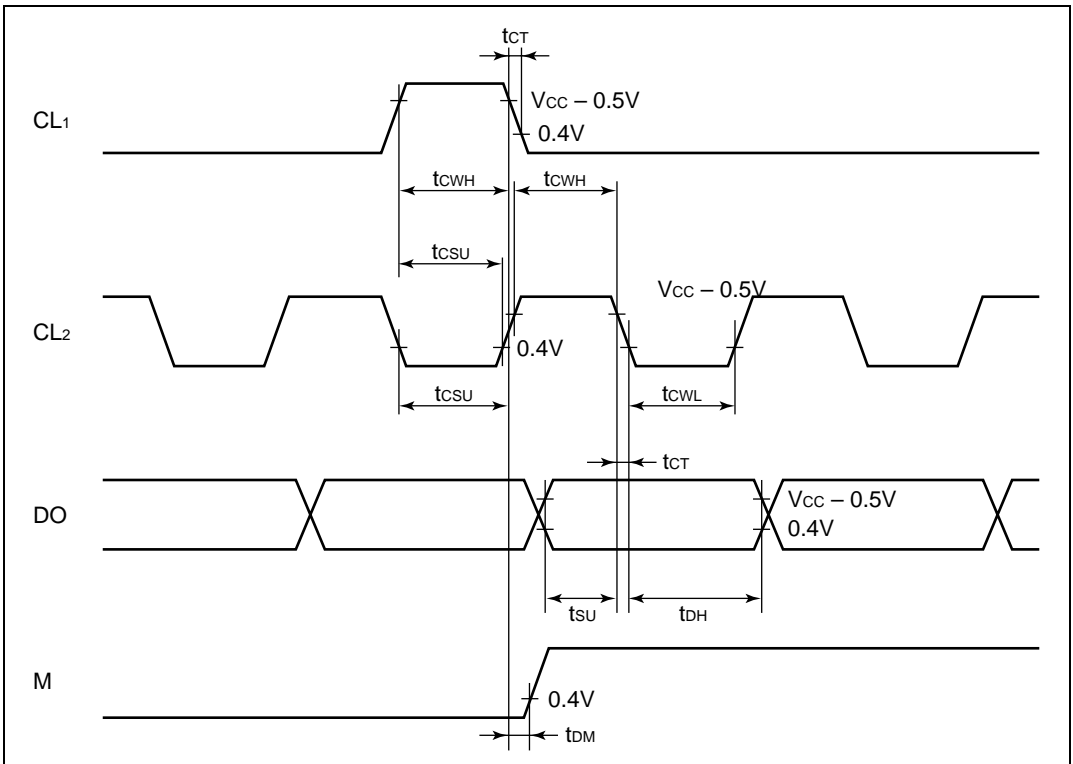 tCT
CL1
VCC – 0.5V
0.4V
tCWH
tCWH
tCSU
VCC – 0.5V
CL2
0.4V
tCSU
tCWL
tCT
DO
VCC – 0.5V
0.4V
tSU
tDH
M
0.4V
tDM